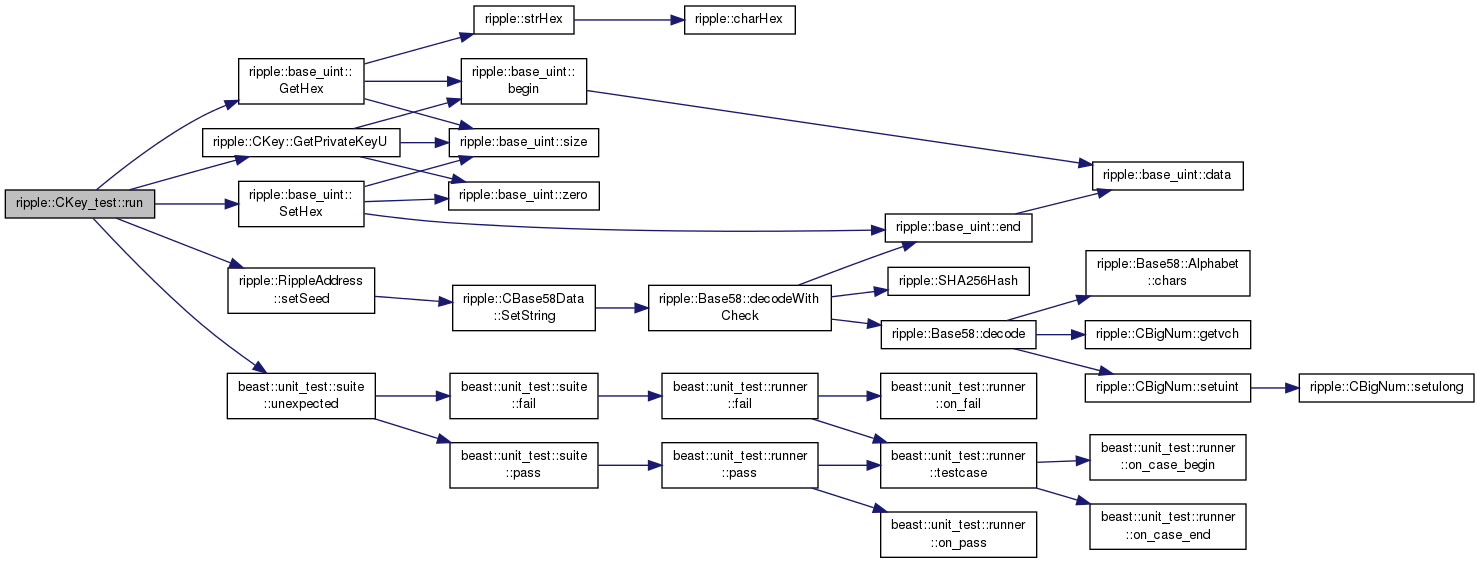 ripple::CKey_test::run
ripple::base_uint::
GetHex
ripple::CKey::GetPrivateKeyU
ripple::base_uint::
SetHex
ripple::RippleAddress
::setSeed
beast::unit_test::suite
::unexpected
ripple::strHex
ripple::base_uint::
begin
ripple::base_uint::size
ripple::base_uint::zero
ripple::CBase58Data
::SetString
beast::unit_test::suite
::fail
beast::unit_test::suite
::pass
ripple::charHex
ripple::Base58::decodeWith
Check
beast::unit_test::runner
::fail
beast::unit_test::runner
::pass
ripple::base_uint::end
ripple::SHA256Hash
ripple::Base58::decode
beast::unit_test::runner
::on_fail
beast::unit_test::runner
::testcase
beast::unit_test::runner
::on_pass
ripple::base_uint::data
ripple::Base58::Alphabet
::chars
ripple::CBigNum::getvch
ripple::CBigNum::setuint
beast::unit_test::runner
::on_case_begin
beast::unit_test::runner
::on_case_end
ripple::CBigNum::setulong